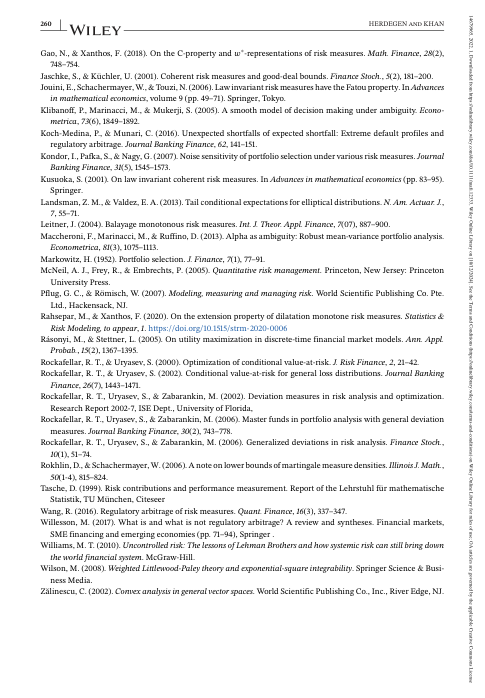 260
WILEY
HERDEGEN AND KHAN
Gao, N., & Xanthos, F. (2018). On the C-property and w*-representations of risk measures. Math. Finance, 28(2),
748–754.
Jaschke, S., & Küchler, U. (2001). Coherent risk measures and good-deal bounds. Finance Stoch., 5(2), 181–200.
Jouini, E., Schachermayer, W., & Touzi, N. (2006). Law invariant risk measures have the Fatou property. In Advances
in mathematical economics, volume 9 (pp. 49–71). Springer, Tokyo.
Klibanoff, P., Marinacci, M., & Mukerji, S. (2005). A smooth model of decision making under ambiguity. Econo-
metrica, 73(6), 1849–1892.
Koch-Medina, P., & Munari, C. (2016). Unexpected shortfalls of expected shortfall: Extreme default profiles and
regulatory arbitrage. Journal Banking Finance, 62, 141–151.
Kondor, I., Pafka, S., & Nagy, G. (2007). Noise sensitivity of portfolio selection under various risk measures. Journal
Banking Finance, 31(5), 1545–1573.
Kusuoka, S. (2001). On law invariant coherent risk measures. In Advances in mathematical economics (pp. 83–95).
Springer.
Landsman, Z. M., & Valdez, E. A. (2013). Tail conditional expectations for elliptical distributions. N. Am. Actuar. J.,
7, 55–71.
Leitner, J. (2004). Balayage monotonous risk measures. Int. J. Theor. Appl. Finance, 7(07), 887–900.
Maccheroni, F., Marinacci, M., & Ruffino, D. (2013). Alpha as ambiguity: Robust mean-variance portfolio analysis.
Econometrica, 81(3), 1075–1113.
Markowitz, H. (1952). Portfolio selection. J. Finance, 7(1), 77–91.
McNeil, A. J., Frey, R., & Embrechts, P. (2005). Quantitative risk management. Princeton, New Jersey: Princeton
University Press.
Pflug, G. C., & Römisch, W. (2007). Modeling, measuring and managing risk. World Scientific Publishing Co. Pte.
Ltd., Hackensack, NJ.
Rahsepar, M., & Xanthos, F. (2020). On the extension property of dilatation monotone risk measures. Statistics &
Risk Modeling, to appear, 1. https://doi.org/10.1515/strm-2020-0006
Rásonyi, M., & Stettner, L. (2005). On utility maximization in discrete-time financial market models. Ann. Appl.
Probab., 15(2), 1367–1395.
Rockafellar, R. T., & Uryasev, S. (2000). Optimization of conditional value-at-risk. J. Risk Finance, 2, 21–42.
Rockafellar, R. T., & Uryasev, S. (2002). Conditional value-at-risk for general loss distributions. Journal Banking
Finance, 26(7), 1443–1471.
Rockafellar, R. T., Uryasev, S., & Zabarankin, M. (2002). Deviation measures in risk analysis and optimization.
Research Report 2002-7, ISE Dept., University of Florida,
Rockafellar, R. T., Uryasev, S., & Zabarankin, M. (2006). Master funds in portfolio analysis with general deviation
measures. Journal Banking Finance, 30(2), 743–778.
Rockafellar, R. T., Uryasev, S., & Zabarankin, M. (2006). Generalized deviations in risk analysis. Finance Stoch.,
10(1), 51–74.
Rokhlin, D., & Schachermayer, W. (2006). A note on lower bounds of martingale measure densities. Illinois J. Math.,
50(1-4), 815–824.
Tasche, D. (1999). Risk contributions and performance measurement. Report of the Lehrstuhl für mathematische
Statistik, TU München, Citeseer
Wang, R. (2016). Regulatory arbitrage of risk measures. Quant. Finance, 16(3), 337–347.
Willesson, M. (2017). What is and what is not regulatory arbitrage? A review and syntheses. Financial markets,
SME financing and emerging economies (pp. 71–94), Springer .
Williams, M. T. (2010). Uncontrolled risk: The lessons of Lehman Brothers and how systemic risk can still bring down
the world financial system. McGraw-Hill.
Wilson, M. (2008). Weighted Littlewood-Paley theory and exponential-square integrability. Springer Science & Busi-
ness Media.
Zălinescu, C. (2002). Convex analysis in general vector spaces. World Scientific Publishing Co., Inc., River Edge, NJ.